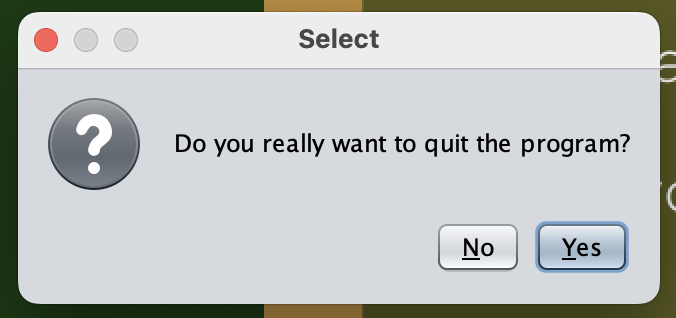 Select
Do you really want to quit the program?
No
Yes